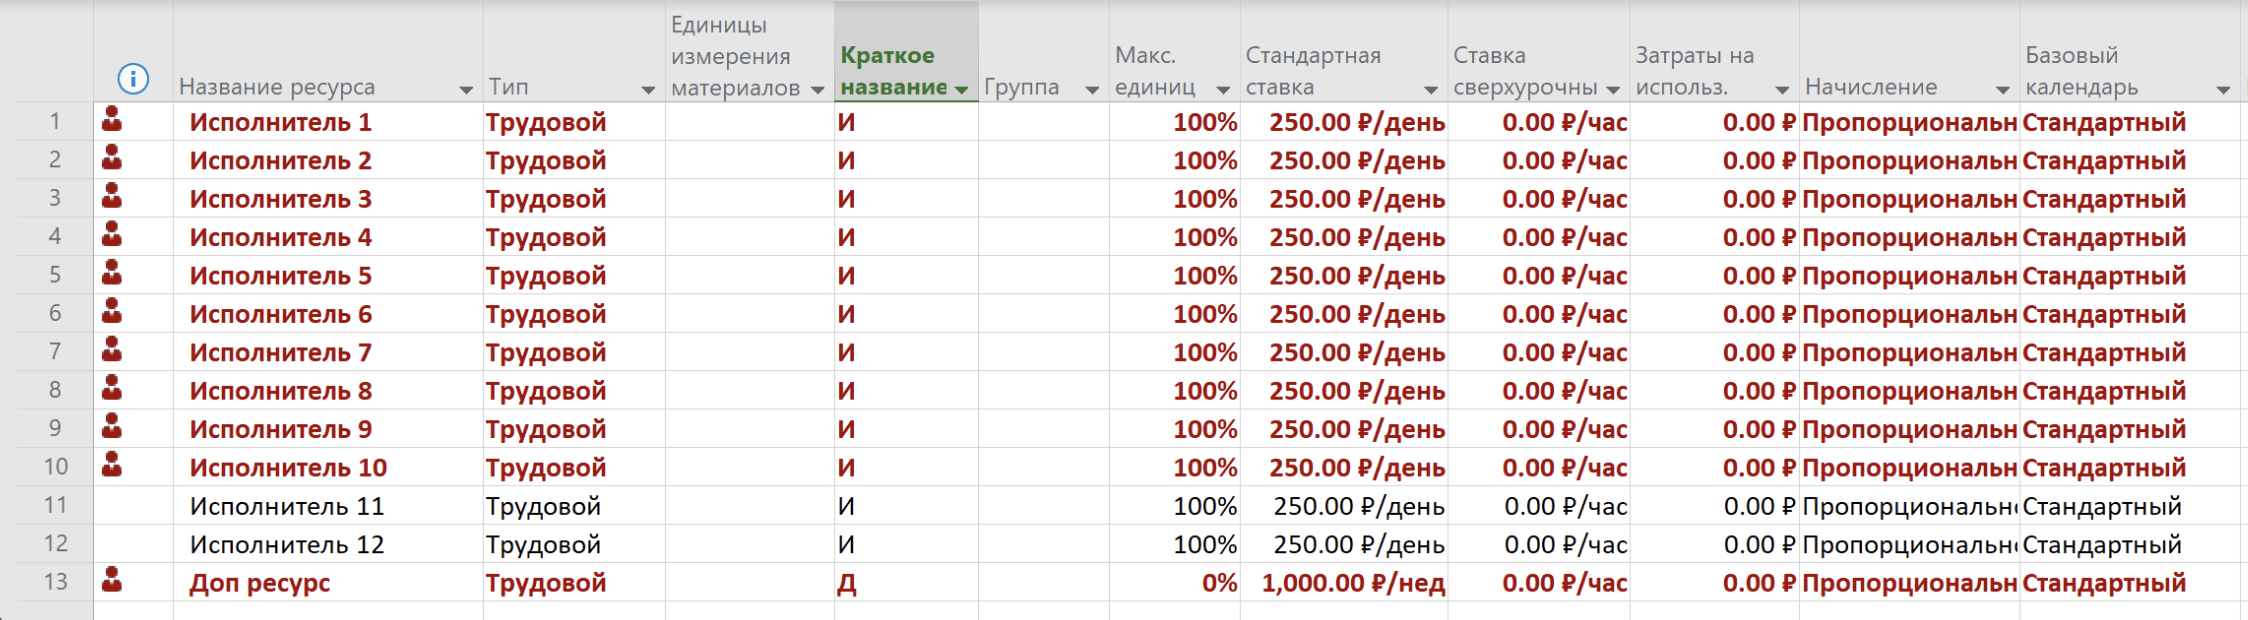 Название ресурса Тип Единицы измерения материалов Краткое название Группа Макс. единиц Стандартная ставка Ставка сверхурочны Затраты на использ. Начисление Базовый календарь
1 Исполнитель 1 Трудовой И 100% 250.00 ₽/день 0.00 ₽/час 0.00 ₽ Пропорциональн Стандартный
2 Исполнитель 2 Трудовой И 100% 250.00 ₽/день 0.00 ₽/час 0.00 ₽ Пропорциональн Стандартный
3 Исполнитель 3 Трудовой И 100% 250.00 ₽/день 0.00 ₽/час 0.00 ₽ Пропорциональн Стандартный
4 Исполнитель 4 Трудовой И 100% 250.00 ₽/день 0.00 ₽/час 0.00 ₽ Пропорциональн Стандартный
5 Исполнитель 5 Трудовой И 100% 250.00 ₽/день 0.00 ₽/час 0.00 ₽ Пропорциональн Стандартный
6 Исполнитель 6 Трудовой И 100% 250.00 ₽/день 0.00 ₽/час 0.00 ₽ Пропорциональн Стандартный
7 Исполнитель 7 Трудовой И 100% 250.00 ₽/день 0.00 ₽/час 0.00 ₽ Пропорциональн Стандартный
8 Исполнитель 8 Трудовой И 100% 250.00 ₽/день 0.00 ₽/час 0.00 ₽ Пропорциональн Стандартный
9 Исполнитель 9 Трудовой И 100% 250.00 ₽/день 0.00 ₽/час 0.00 ₽ Пропорциональн Стандартный
10 Исполнитель 10 Трудовой И 100% 250.00 ₽/день 0.00 ₽/час 0.00 ₽ Пропорциональн Стандартный
11 Исполнитель 11 Трудовой И 100% 250.00 ₽/день 0.00 ₽/час 0.00 ₽ Пропорциональн Стандартный
12 Исполнитель 12 Трудовой И 100% 250.00 ₽/день 0.00 ₽/час 0.00 ₽ Пропорциональн Стандартный
13 Доп ресурс Трудовой Д 0% 1,000.00 ₽/нед 0.00 ₽/час 0.00 ₽ Пропорциональн Стандартный